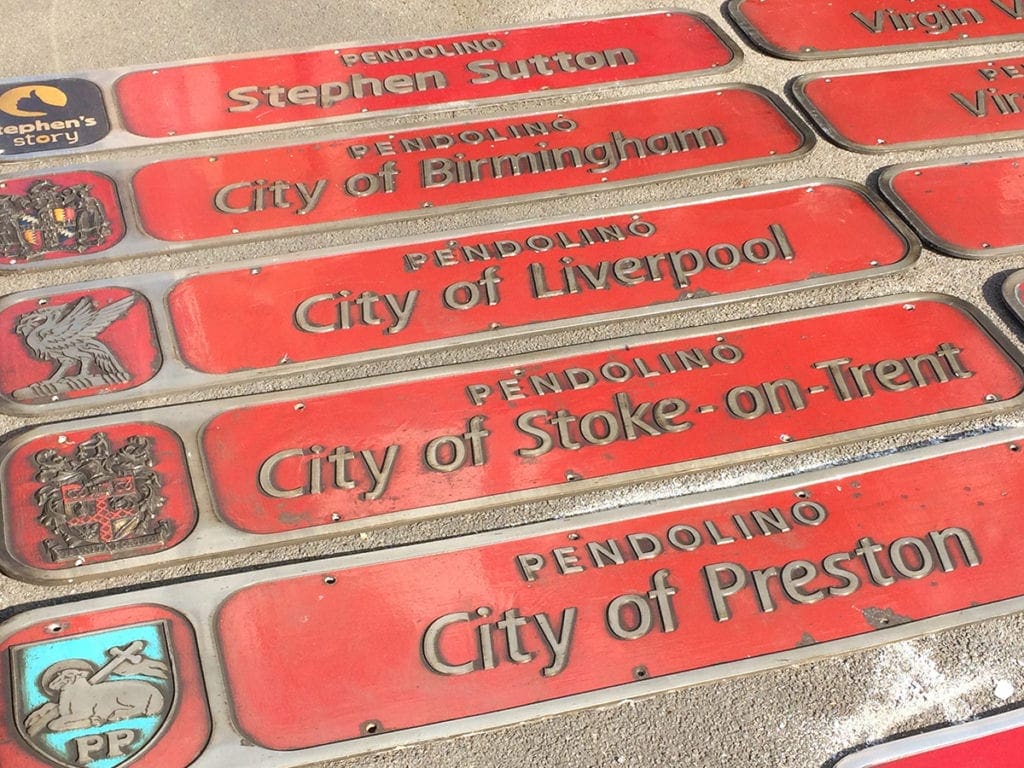 PENDOLINO
Stephen Sutton
story
PENDOLINO
City of Birmingham
PENDOLINO
City of Liverpool
PENDOLINO
City of Stoke-on-Trent
PENDOLINO
City of Preston
PP
Virgin